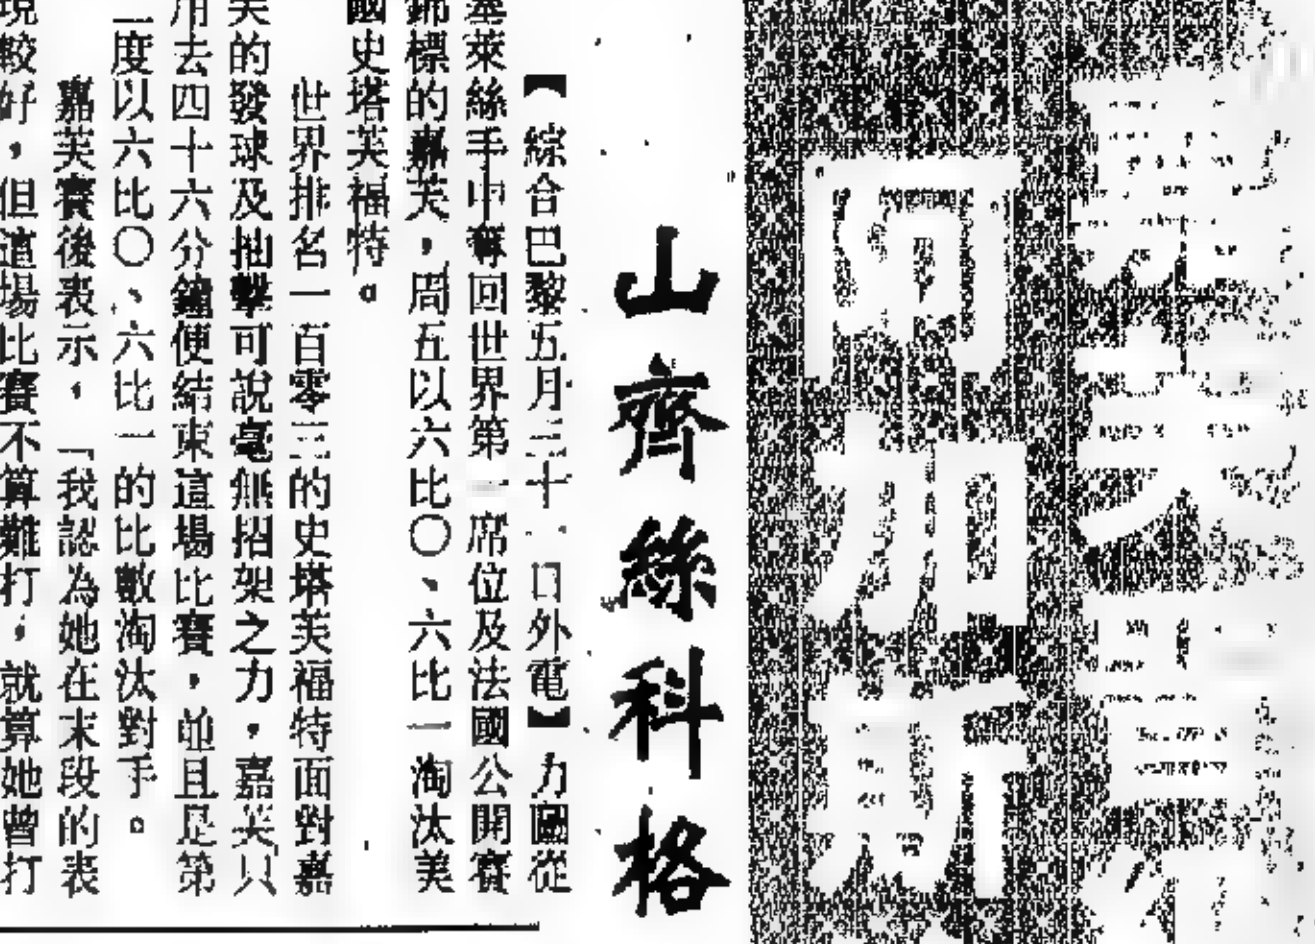 嘉芙
阿加斯
山齊絲科格
【綜合巴黎五月三十一日外電】力圖從
塞萊絲手中奪回世界第一席位及法國公開賽
錦標的嘉芙，周五以六比〇、六比一淘汰美
國史塔芙福特。
世界排名一百零三的史塔芙福特面對嘉
芙的發球及抽擊可說毫無招架之力，嘉芙只
用去四十六分鐘便結束這場比賽，並且是第
二度以六比〇、六比一的比數淘汰對手。
嘉芙賽後表示，「我認為她在末段的表
現較好，但這場比賽不算難打，就算她曾打